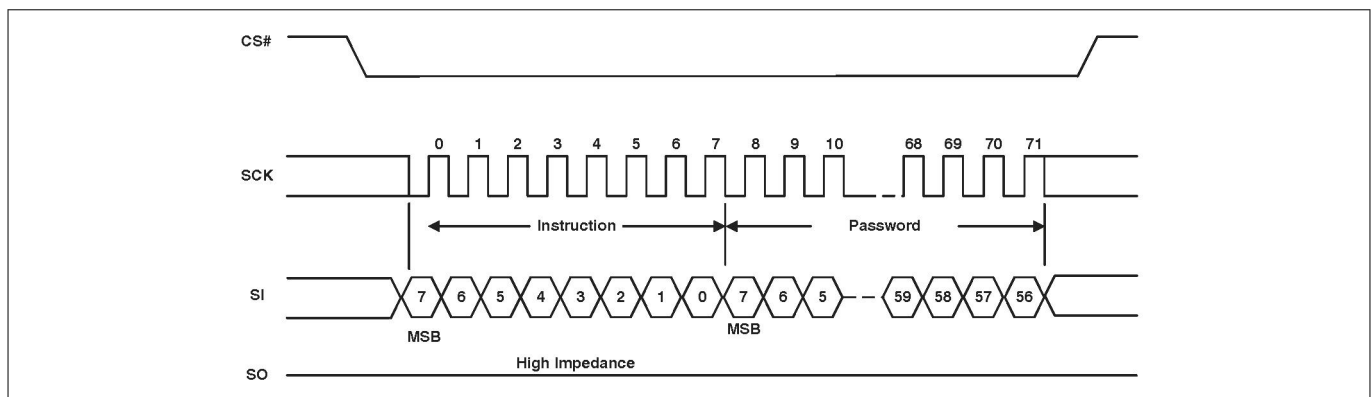 CS#
0 1 2 3 4 5 6 7 8 9 10 68 69 70 71
SCK
Instruction Password
SI 7 6 5 4 3 2 1 0 7 6 5 59 58 57 56
MSB MSB
High Impedance
SO